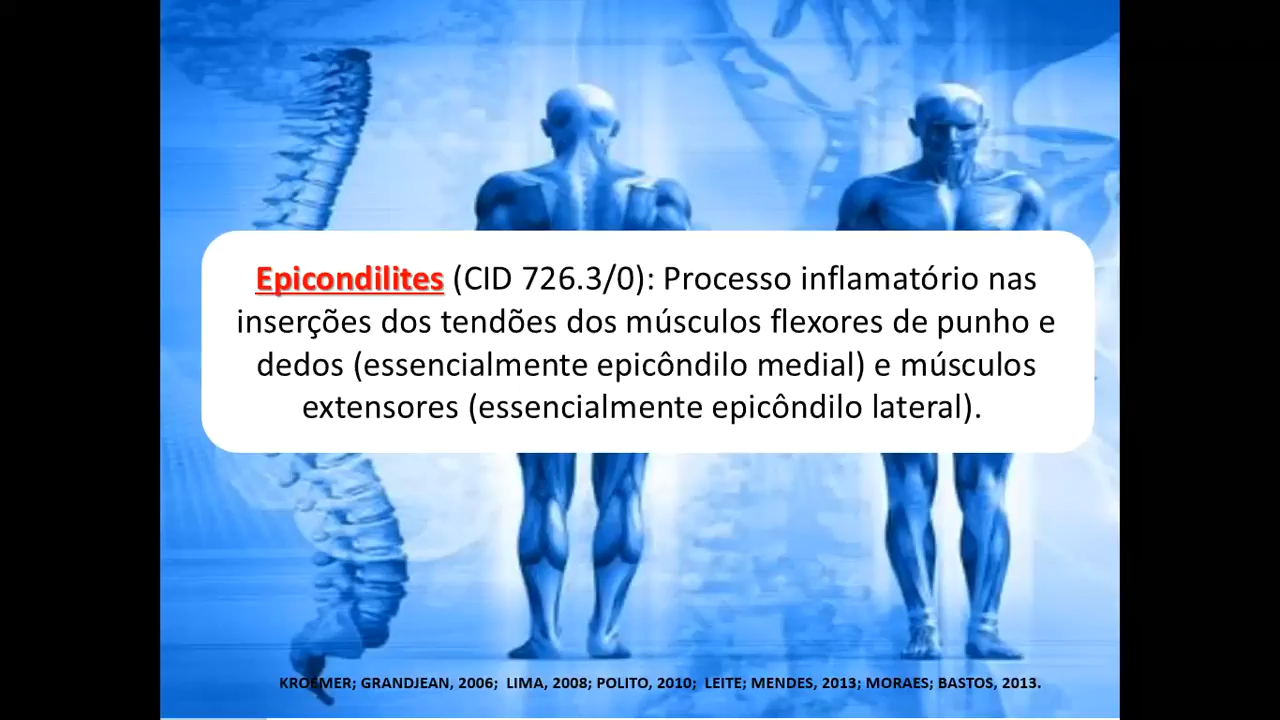 Epicondilites (CID 726.3/0): Processo inflamatório nas
inserções dos tendões dos músculos flexores de punho e
dedos (essencialmente epicôndilo medial) e músculos
extensores (essencialmente epicôndilo lateral).
KROEMER; GRANDJEAN, 2006; LIMA, 2008; POLITO, 2010; LEITE; MENDES, 2013; MORAES; BASTOS, 2013.